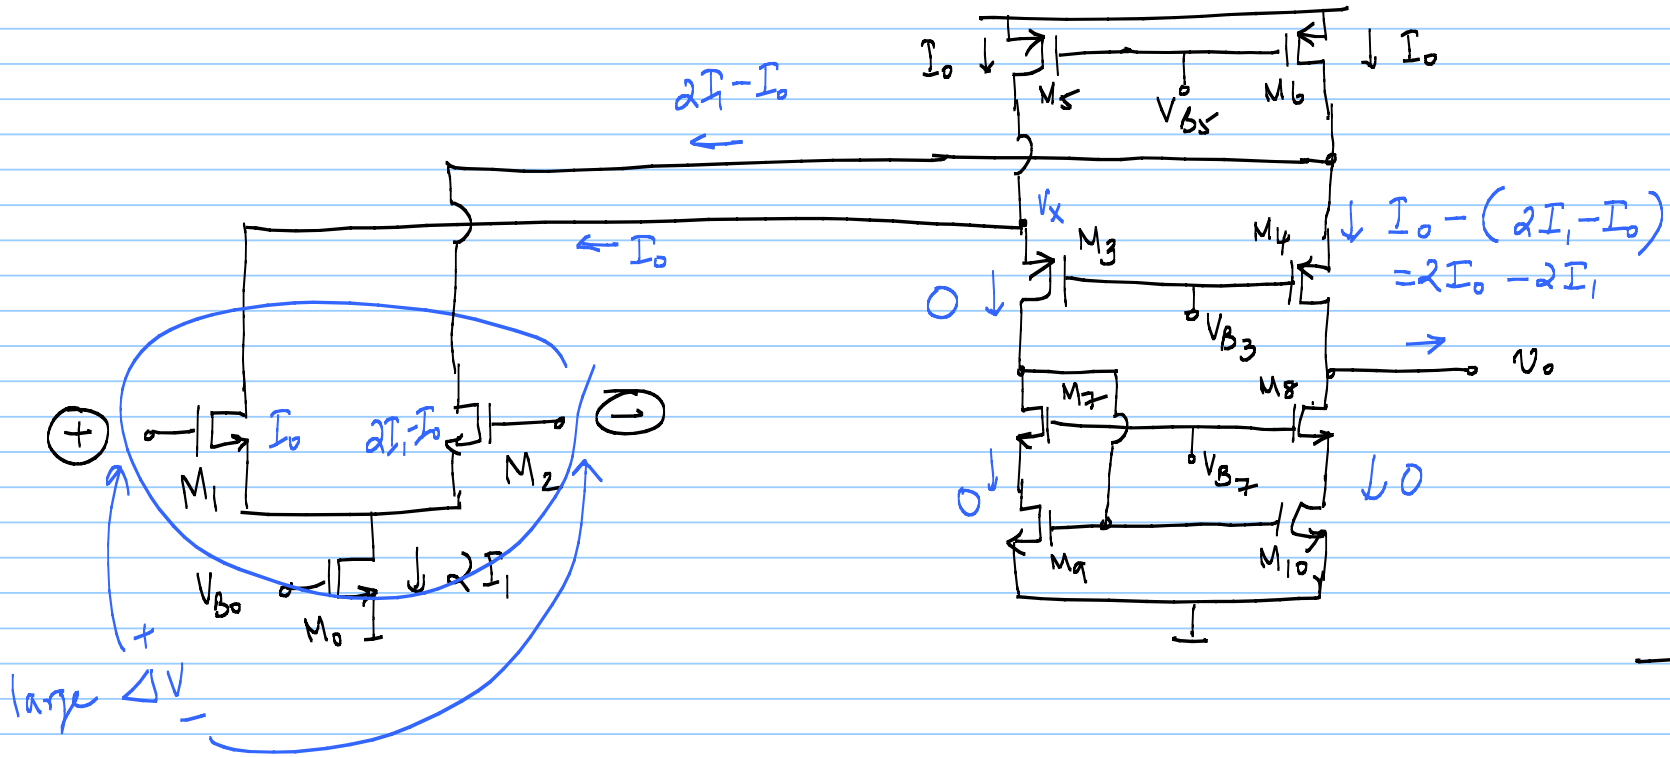 I₀ ↓ M5 V_B5 M6 ↓ I₀
2I₁ - I₀
←
V_x
← I₀
M3 M4 ↓ I₀ - (2I₁ - I₀)
= 2I₀ - 2I₁
0 ↓ V_B3
→ v₀
+ M1 I₀ 2I₁-I₀ M2 −
M7 M8
V_B7
0 ↓ ↓ 0
V_B0 M0 ↓ 2I₁
M9 M10
+
large ΔV
−